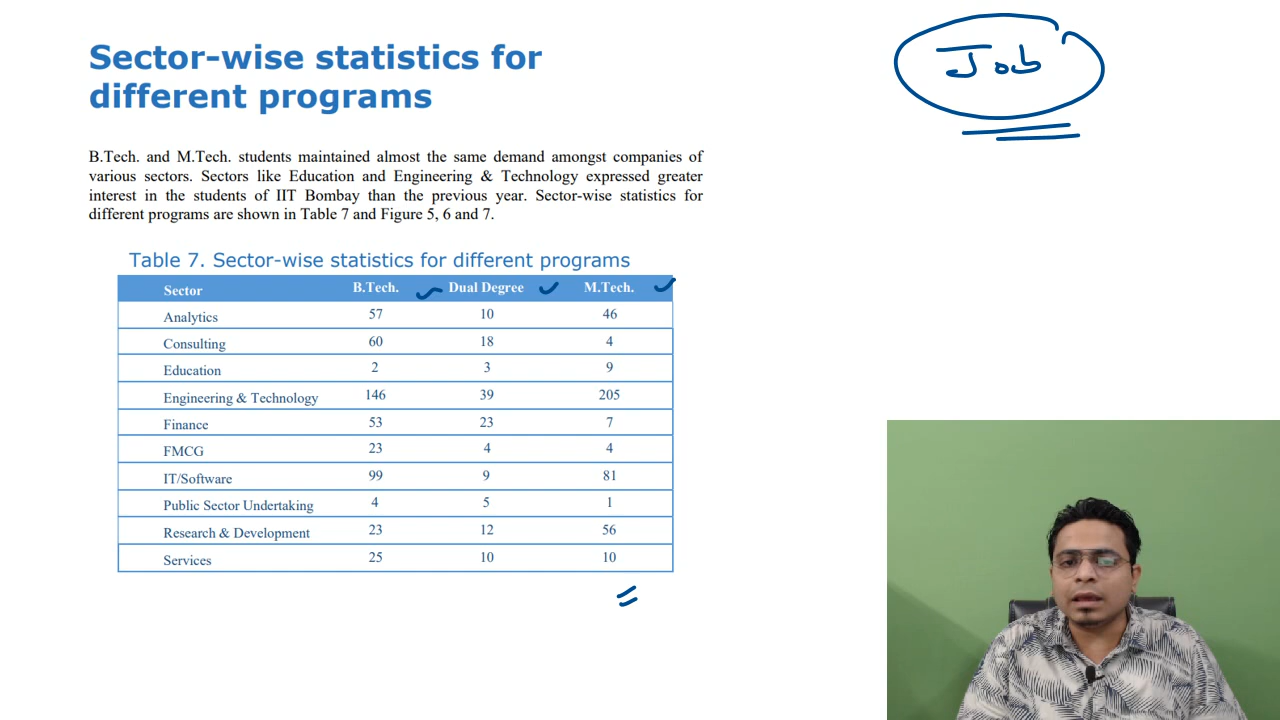 Sector-wise statistics for
different programs
Job
B.Tech. and M.Tech. students maintained almost the same demand amongst companies of
various sectors. Sectors like Education and Engineering & Technology expressed greater
interest in the students of IIT Bombay than the previous year. Sector-wise statistics for
different programs are shown in Table 7 and Figure 5, 6 and 7.
Table 7. Sector-wise statistics for different programs
Sector B.Tech. Dual Degree M.Tech.
Analytics 57 10 46
Consulting 60 18 4
Education 2 3 9
Engineering & Technology 146 39 205
Finance 53 23 7
FMCG 23 4 4
IT/Software 99 9 81
Public Sector Undertaking 4 5 1
Research & Development 23 12 56
Services 25 10 10